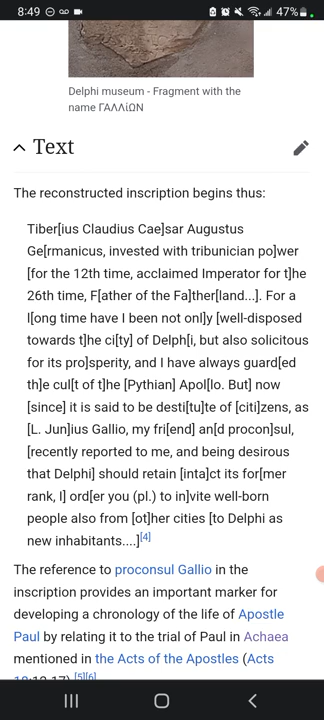 8:49
47%
Delphi museum - Fragment with the
name ΓΑΛΛίΩΝ
Text
The reconstructed inscription begins thus:
Tiber[ius Claudius Cae]sar Augustus
Ge[rmanicus, invested with tribunician po]wer
[for the 12th time, acclaimed Imperator for t]he
26th time, F[ather of the Fa]ther[land...]. For a
l[ong time have I been not onl]y [well-disposed
towards t]he ci[ty] of Delph[i, but also solicitous
for its pro]sperity, and I have always guard[ed
th]e cul[t of t]he [Pythian] Apol[lo. But] now
[since] it is said to be desti[tu]te of [citi]zens, as
[L. Jun]ius Gallio, my fri[end] an[d procon]sul,
[recently reported to me, and being desirous
that Delphi] should retain [inta]ct its for[mer
rank, I] ord[er you (pl.) to in]vite well-born
people also from [ot]her cities [to Delphi as
new inhabitants....][4]
The reference to proconsul Gallio in the
inscription provides an important marker for
developing a chronology of the life of Apostle
Paul by relating it to the trial of Paul in Achaea
mentioned in the Acts of the Apostles (Acts
18:12-17).[5][6]